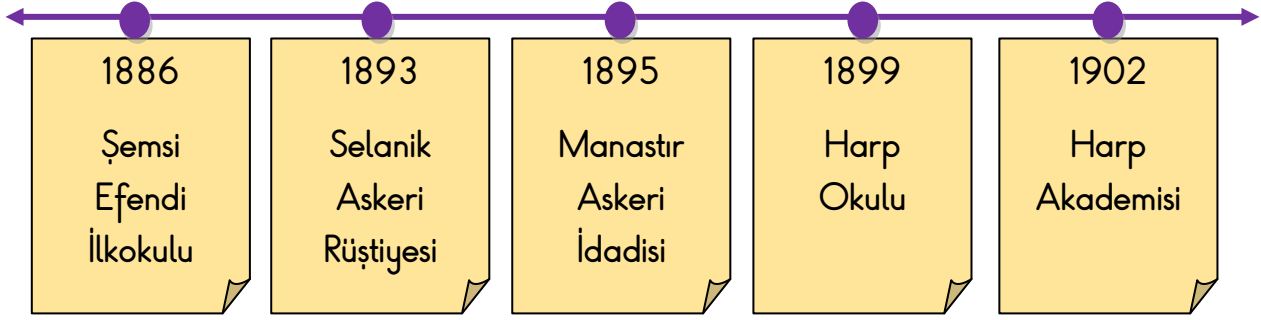 1886
Şemsi
Efendi
İlkokulu
1893
Selanik
Askeri
Rüştiyesi
1895
Manastır
Askeri
İdadisi
1899
Harp
Okulu
1902
Harp
Akademisi